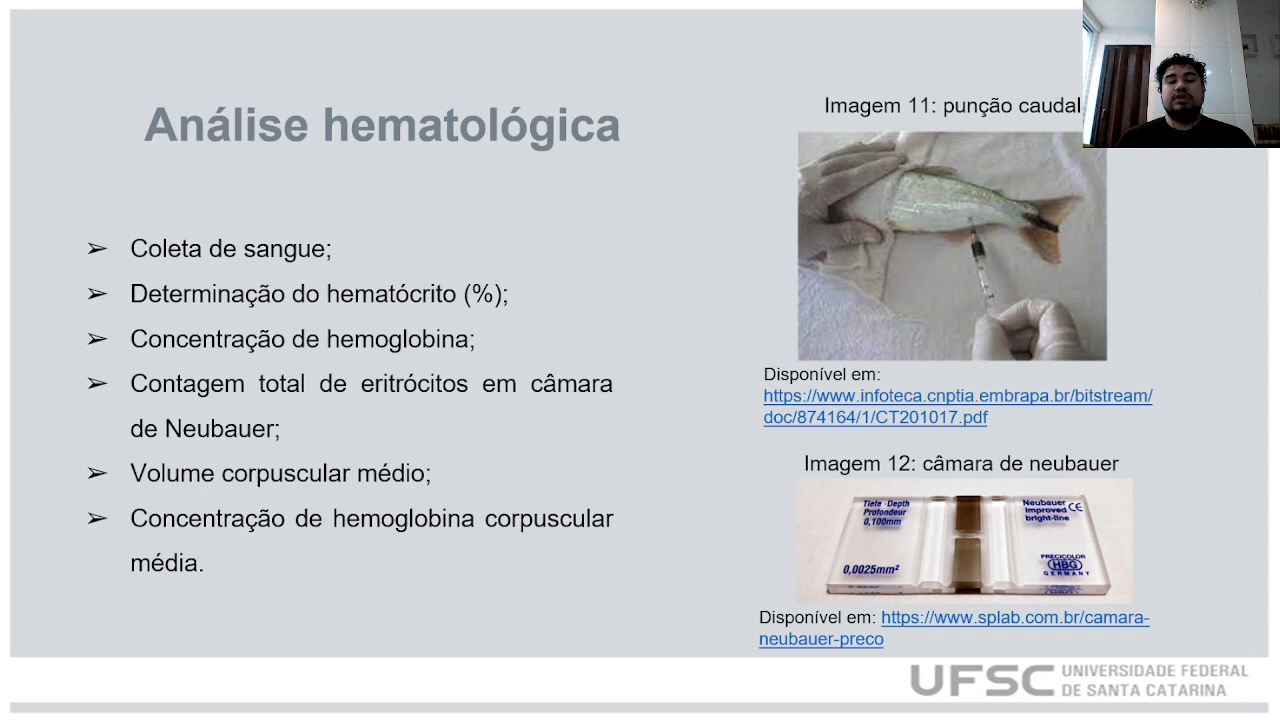 Análise hematológica
➢ Coleta de sangue;
➢ Determinação do hematócrito (%);
➢ Concentração de hemoglobina;
➢ Contagem total de eritrócitos em câmara
de Neubauer;
➢ Volume corpuscular médio;
➢ Concentração de hemoglobina corpuscular
média.
Imagem 11: punção caudal
Disponível em:
https://www.infoteca.cnptia.embrapa.br/bitstream/
doc/874164/1/CT201017.pdf
Imagem 12: câmara de neubauer
Tiefe · Depth
Profondeur
0,100mm
0,0025mm²
Neubauer
improved CE
bright-line
PRECICOLOR
HBG
GERMANY
Disponível em: https://www.splab.com.br/camara-
neubauer-preco
UFSC UNIVERSIDADE FEDERAL
DE SANTA CATARINA